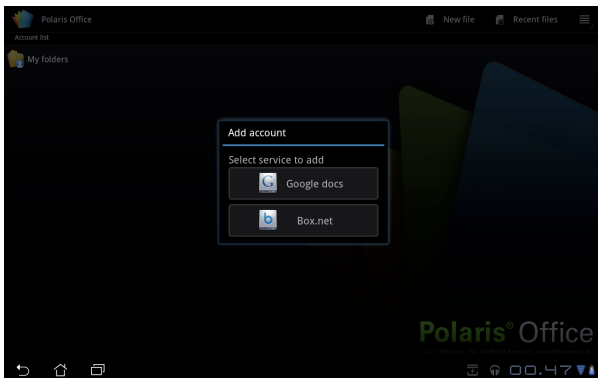 Polaris Office
New file
Recent files
Account list
My folders
Add account
Select service to add
G Google docs
b Box.net
Polaris® Office
00.47